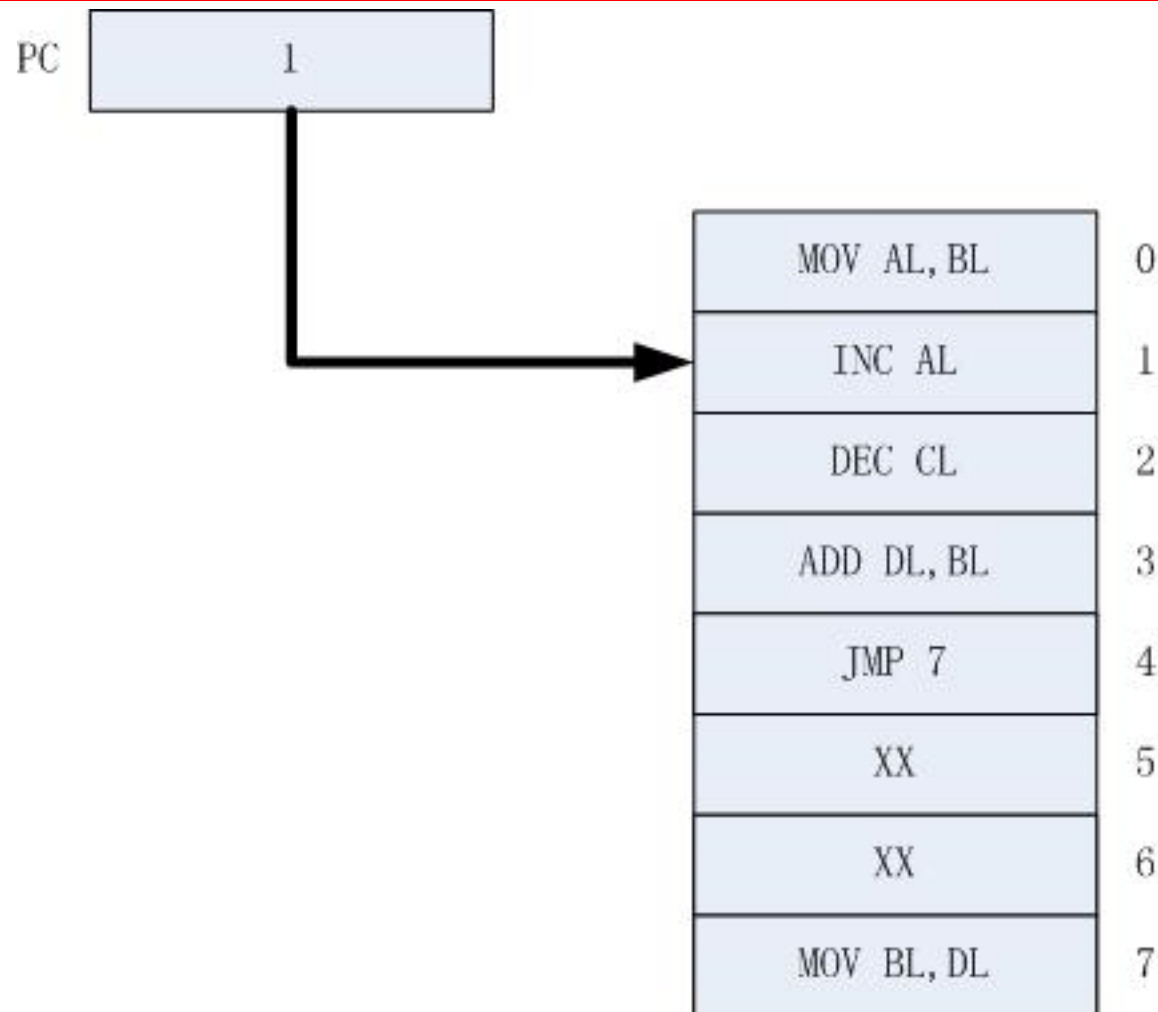 PC 1
MOV AL,BL 0
INC AL 1
DEC CL 2
ADD DL,BL 3
JMP 7 4
XX 5
XX 6
MOV BL,DL 7